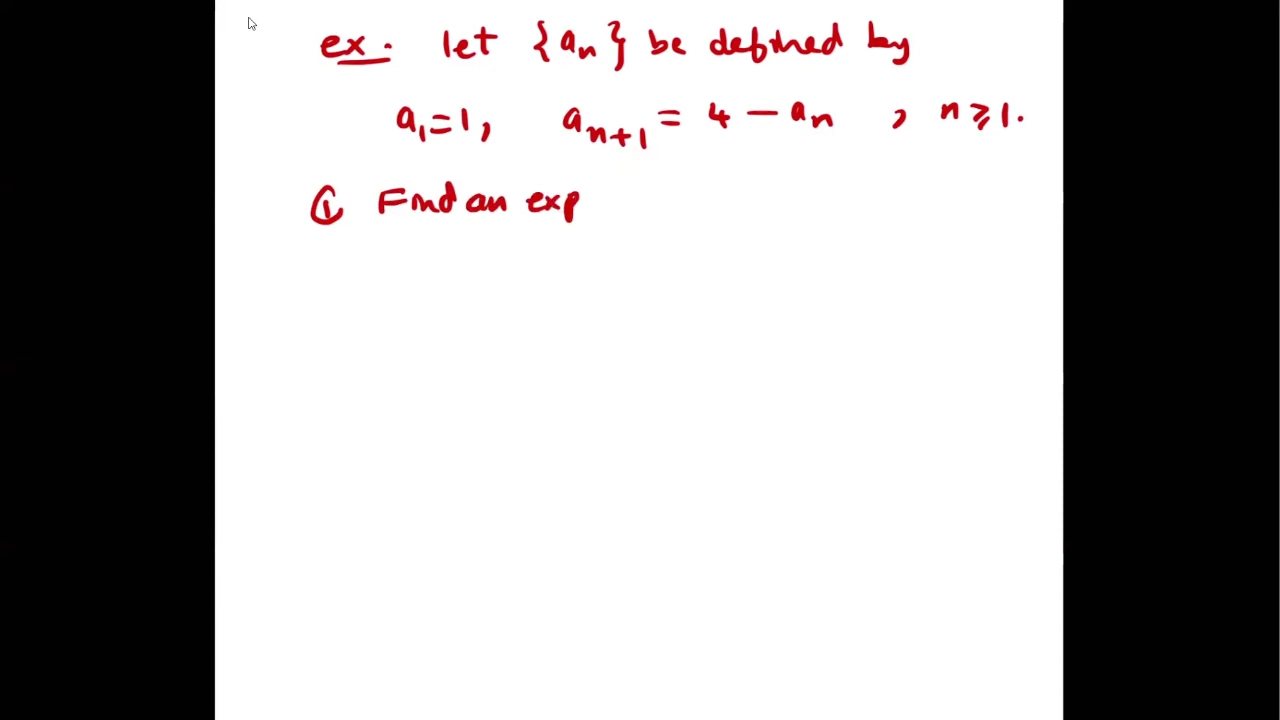 ex. let {aₙ} be defined by
a₁=1, aₙ₊₁ = 4 − aₙ , n ⩾ 1.
① Find an exp